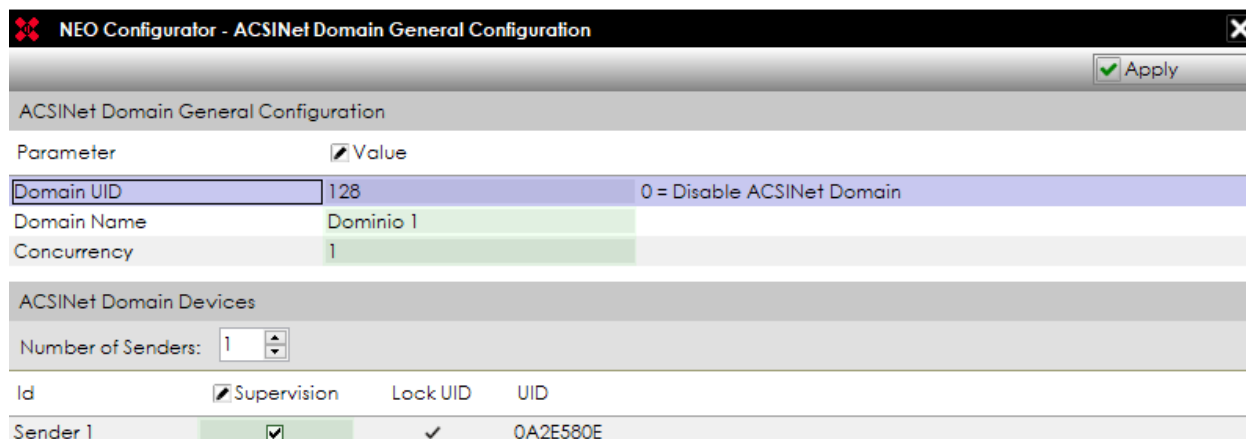 NEO Configurator - ACSINet Domain General Configuration
Apply
ACSINet Domain General Configuration
Parameter Value
Domain UID 128 0 = Disable ACSINet Domain
Domain Name Dominio 1
Concurrency 1
ACSINet Domain Devices
Number of Senders: 1
Id Supervision Lock UID UID
Sender 1 0A2E580E